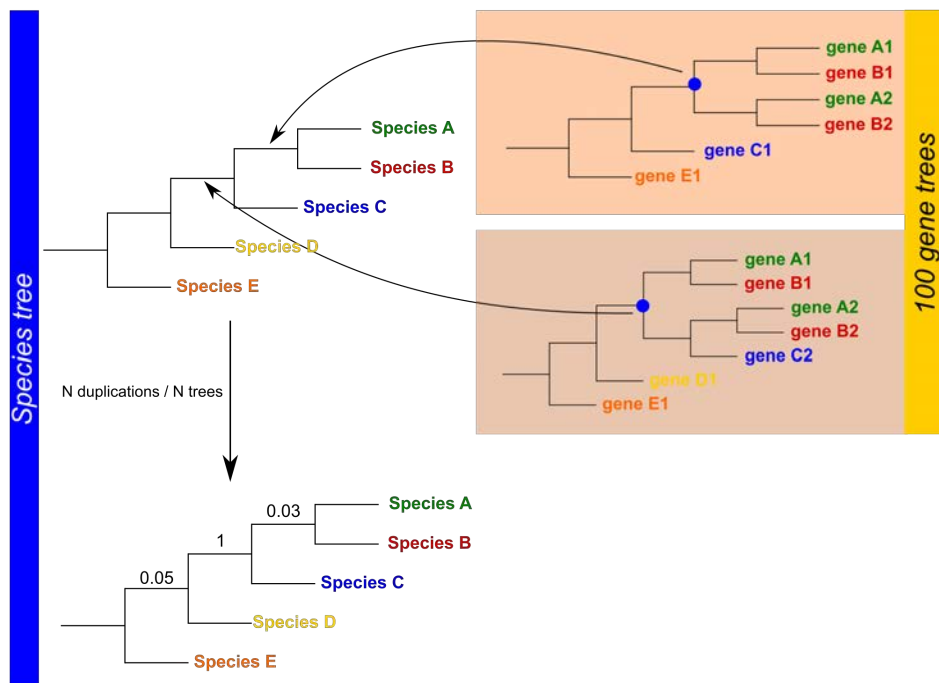 Species tree
Species A
Species B
Species C
Species D
Species E
gene A1
gene B1
gene A2
gene B2
gene C1
gene E1
gene A1
gene B1
gene A2
gene B2
gene C2
gene D1
gene E1
100 gene trees
N duplications / N trees
0.03
1
0.05
Species A
Species B
Species C
Species D
Species E